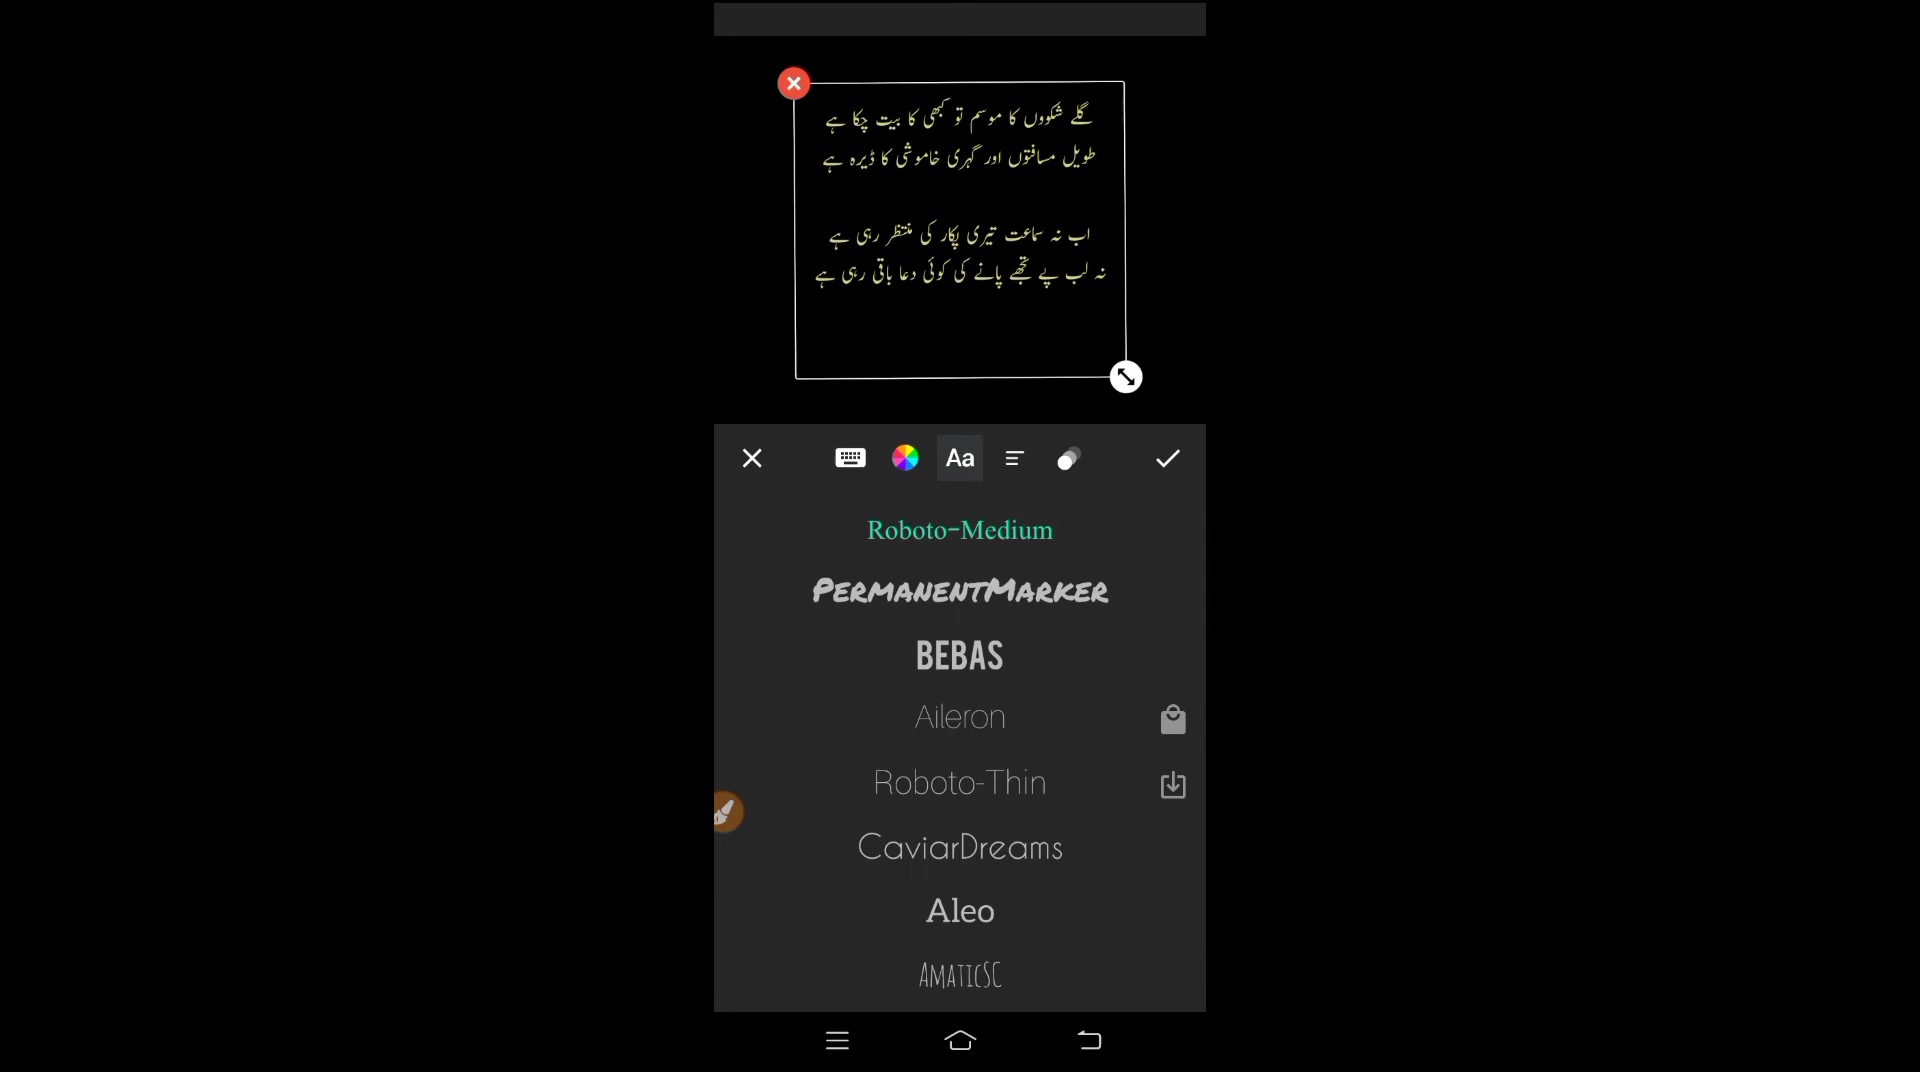 گلے شکووں کا موسم تو کبھی کا بیت چکا ہے
طویل مسافتوں اور گہری خاموشی کا ڈیرہ ہے
اب نہ سماعت تیری پکار کی منتظر رہی ہے
نہ لب پے تجھے پانے کی کوئی دعا باقی رہی ہے
Aa
Roboto-Medium
PERMANENTMARKER
BEBAS
Aileron
Roboto-Thin
CaviarDreams
Aleo
AMATICSC